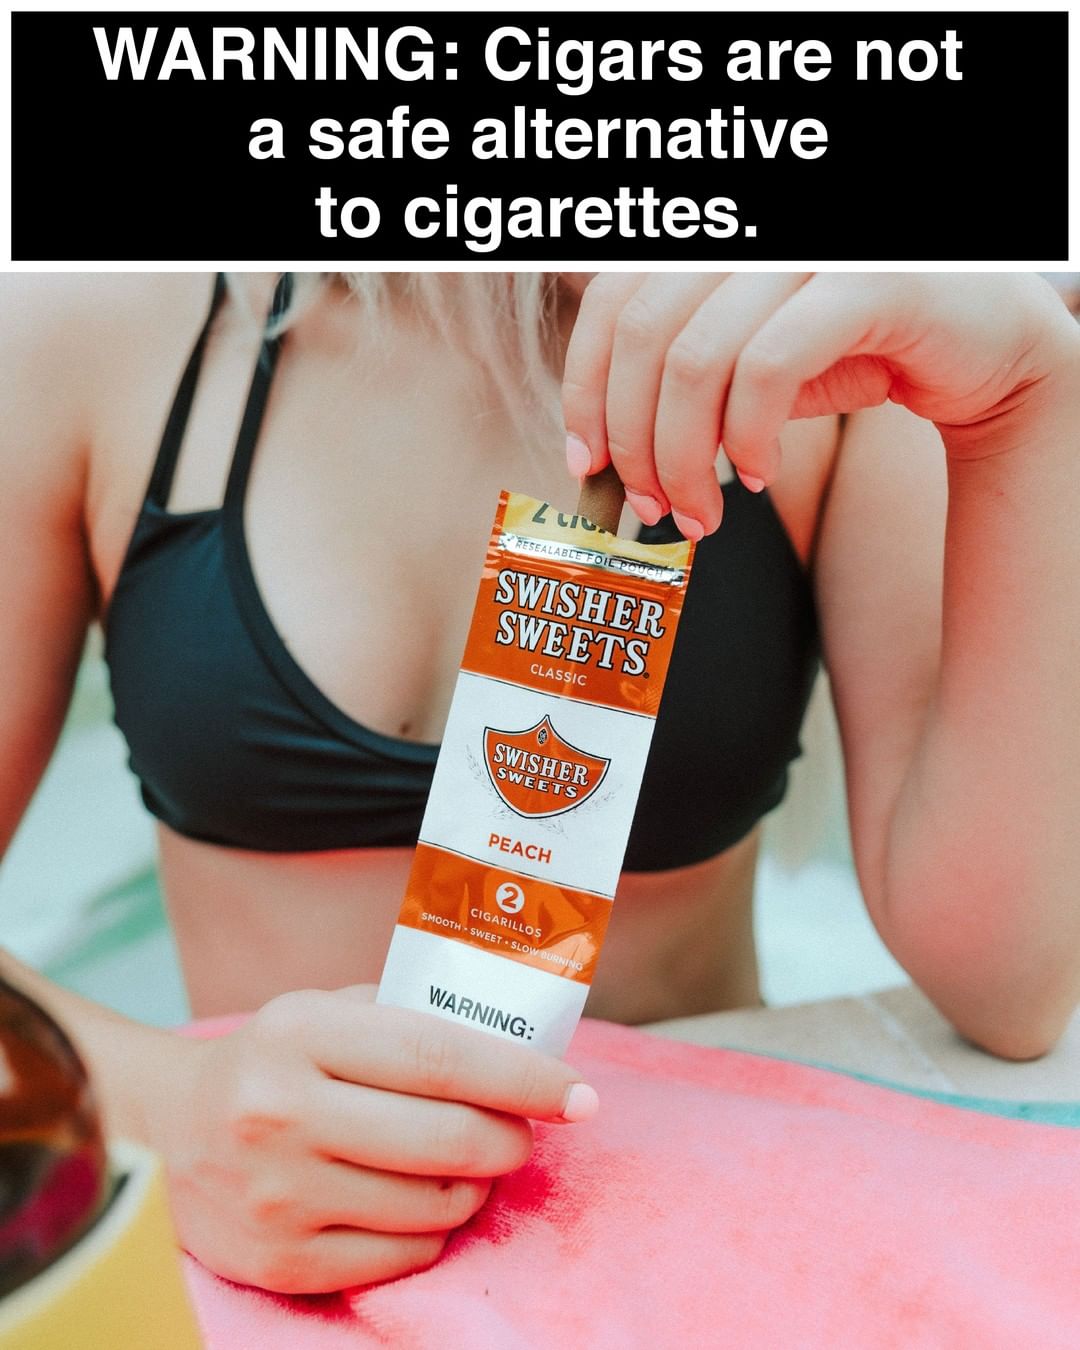 WARNING: Cigars are not
a safe alternative
to cigarettes.
RESEALABLE FOIL POUCH
SWISHER
SWEETS
CLASSIC
SWISHER
SWEETS
PEACH
2
CIGARILLOS
SMOOTH • SWEET • SLOW BURNING
WARNING: